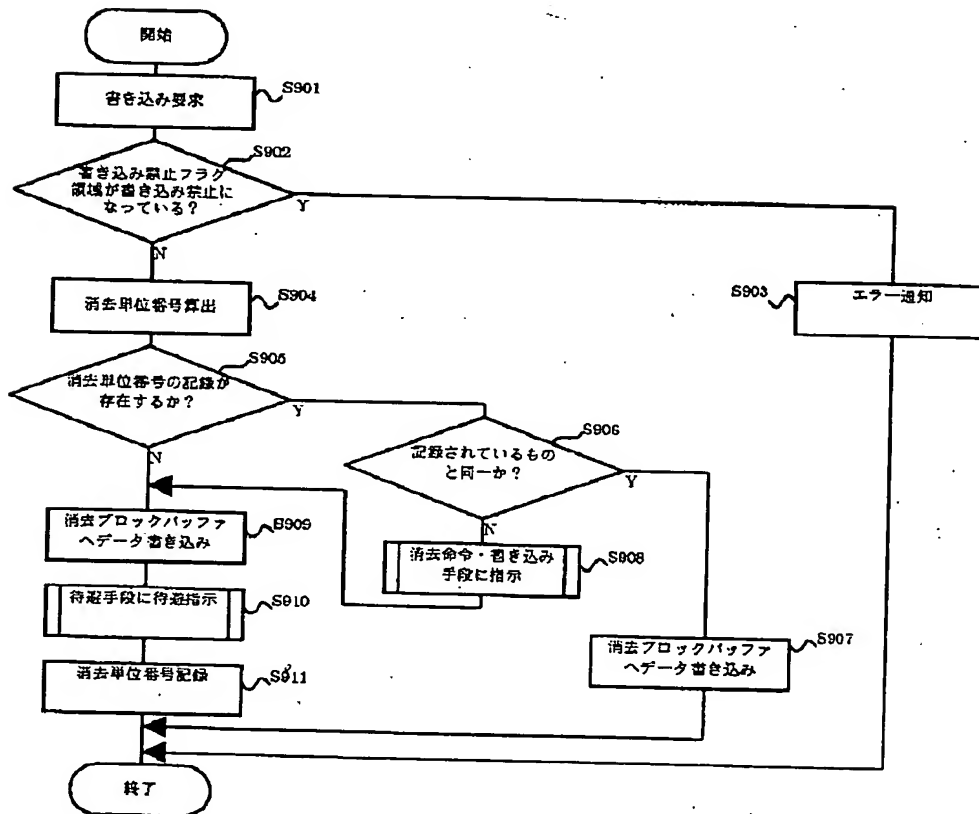 開始
書き込み要求
S901
書き込み禁止フラグ
領域が書き込み禁止に
なっている?
S902
Y
N
消去単位番号算出
S904
S903
エラー通知
消去単位番号の記録が
存在するか?
S905
Y
N
記録されているもの
と同一か?
S906
Y
N
消去ブロックバッファ
へデータ書き込み
S909
消去命令・書き込み
手段に指示
S908
待避手段に待避指示
S910
消去ブロックバッファ
へデータ書き込み
S907
消去単位番号記録
S911
終了